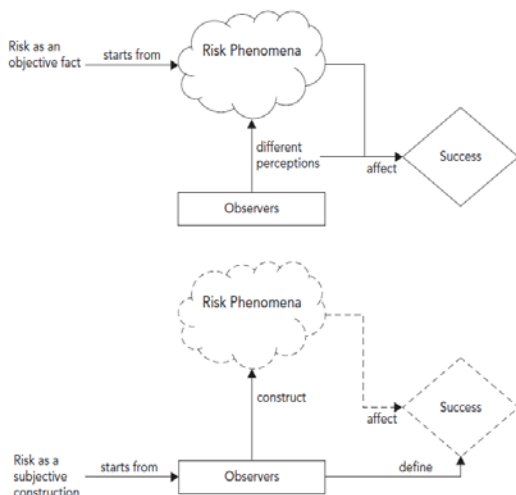 Risk as an
objective fact
starts from
Risk Phenomena
different
perceptions
affect
Success
Observers
Risk Phenomena
construct
affect
Success
Risk as a
subjective
construction
starts from
Observers
define